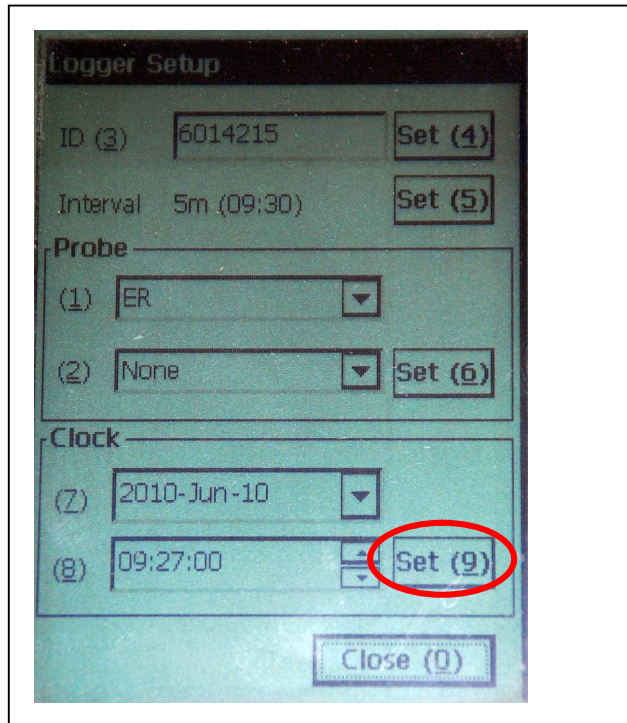 Logger Setup
ID (3) 6014215 Set (4)
Interval 5m (09:30) Set (5)
Probe
(1) ER
(2) None Set (6)
Clock
(7) 2010-Jun-10
(8) 09:27:00 Set (9)
Close (0)